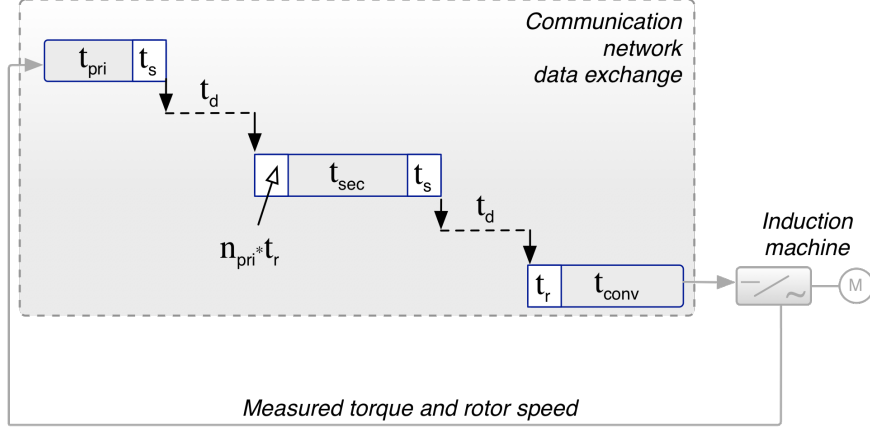 Communication
network
data exchange
tpri ts
td
tsec ts
npri*tr
td
tr tconv
Induction
machine
M
Measured torque and rotor speed